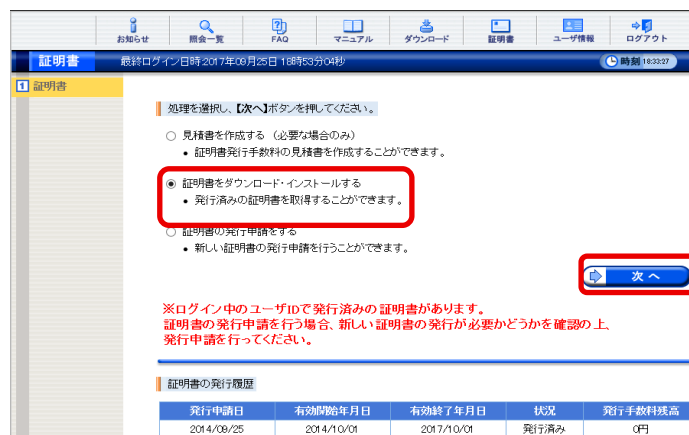 お知らせ 照会一覧 FAQ マニュアル ダウンロード 証明書 ユーザ情報 ログアウト
証明書 最終ログイン日時:2017年09月25日 18時53分04秒 時刻 18:33:27
1 証明書
処理を選択し、【次へ】ボタンを押してください。
見積書を作成する （必要な場合のみ）
• 証明書発行手数料の見積書を作成することができます。
証明書をダウンロード・インストールする
• 発行済みの証明書を取得することができます。
証明書の発行申請をする
• 新しい証明書の発行申請を行うことができます。
次 へ
※ログイン中のユーザIDで発行済みの証明書があります。
証明書の発行申請を行う場合、新しい証明書の発行が必要かどうかを確認の上、
発行申請を行ってください。
証明書の発行履歴
発行申請日 有効開始年月日 有効終了年月日 状況 発行手数料残高
2014/09/25 2014/10/01 2017/10/01 発行済み 0円